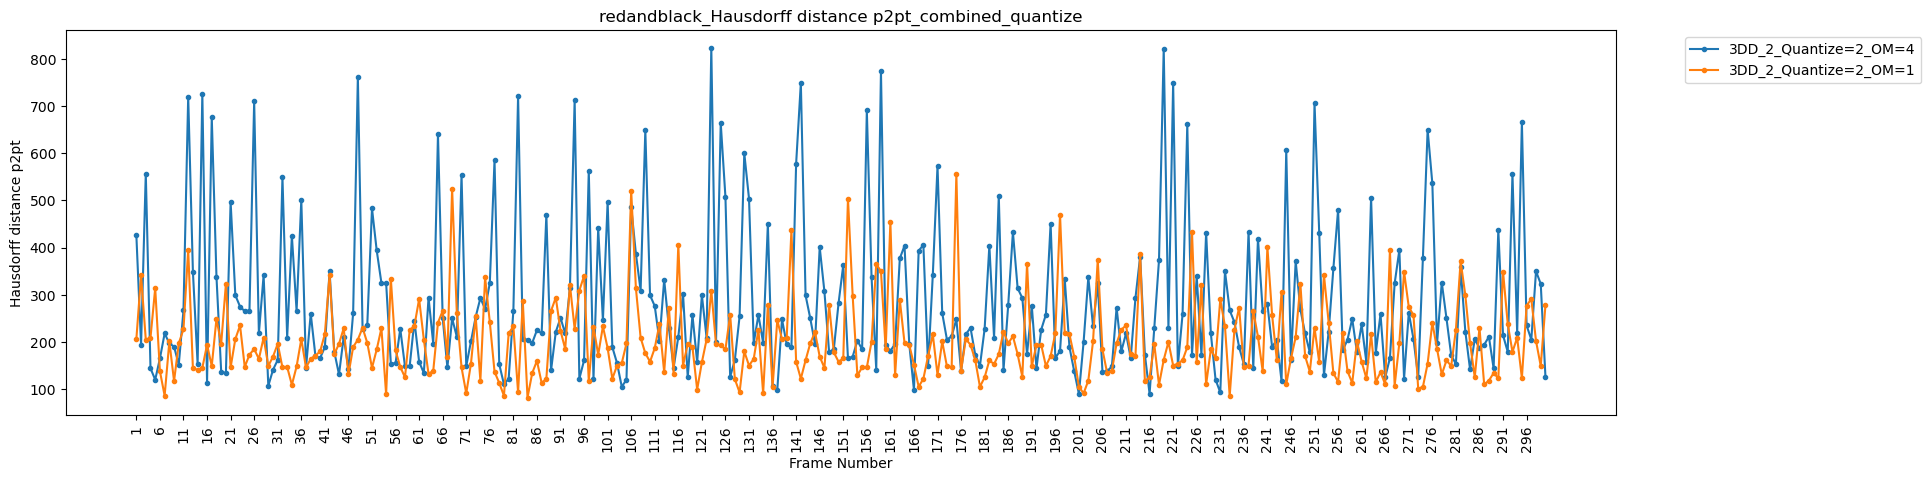 redandblack_Hausdorff distance p2pt_combined_quantize
3DD_2_Quantize=2_OM=4
3DD_2_Quantize=2_OM=1
Hausdorff distance p2pt
800
700
600
500
400
300
200
100
1 6 11 16 21 26 31 36 41 46 51 56 61 66 71 76 81 86 91 96 101 106 111 116 121 126 131 136 141 146 151 156 161 166 171 176 181 186 191 196 201 206 211 216 221 226 231 236 241 246 251 256 261 266 271 276 281 286 291 296
Frame Number